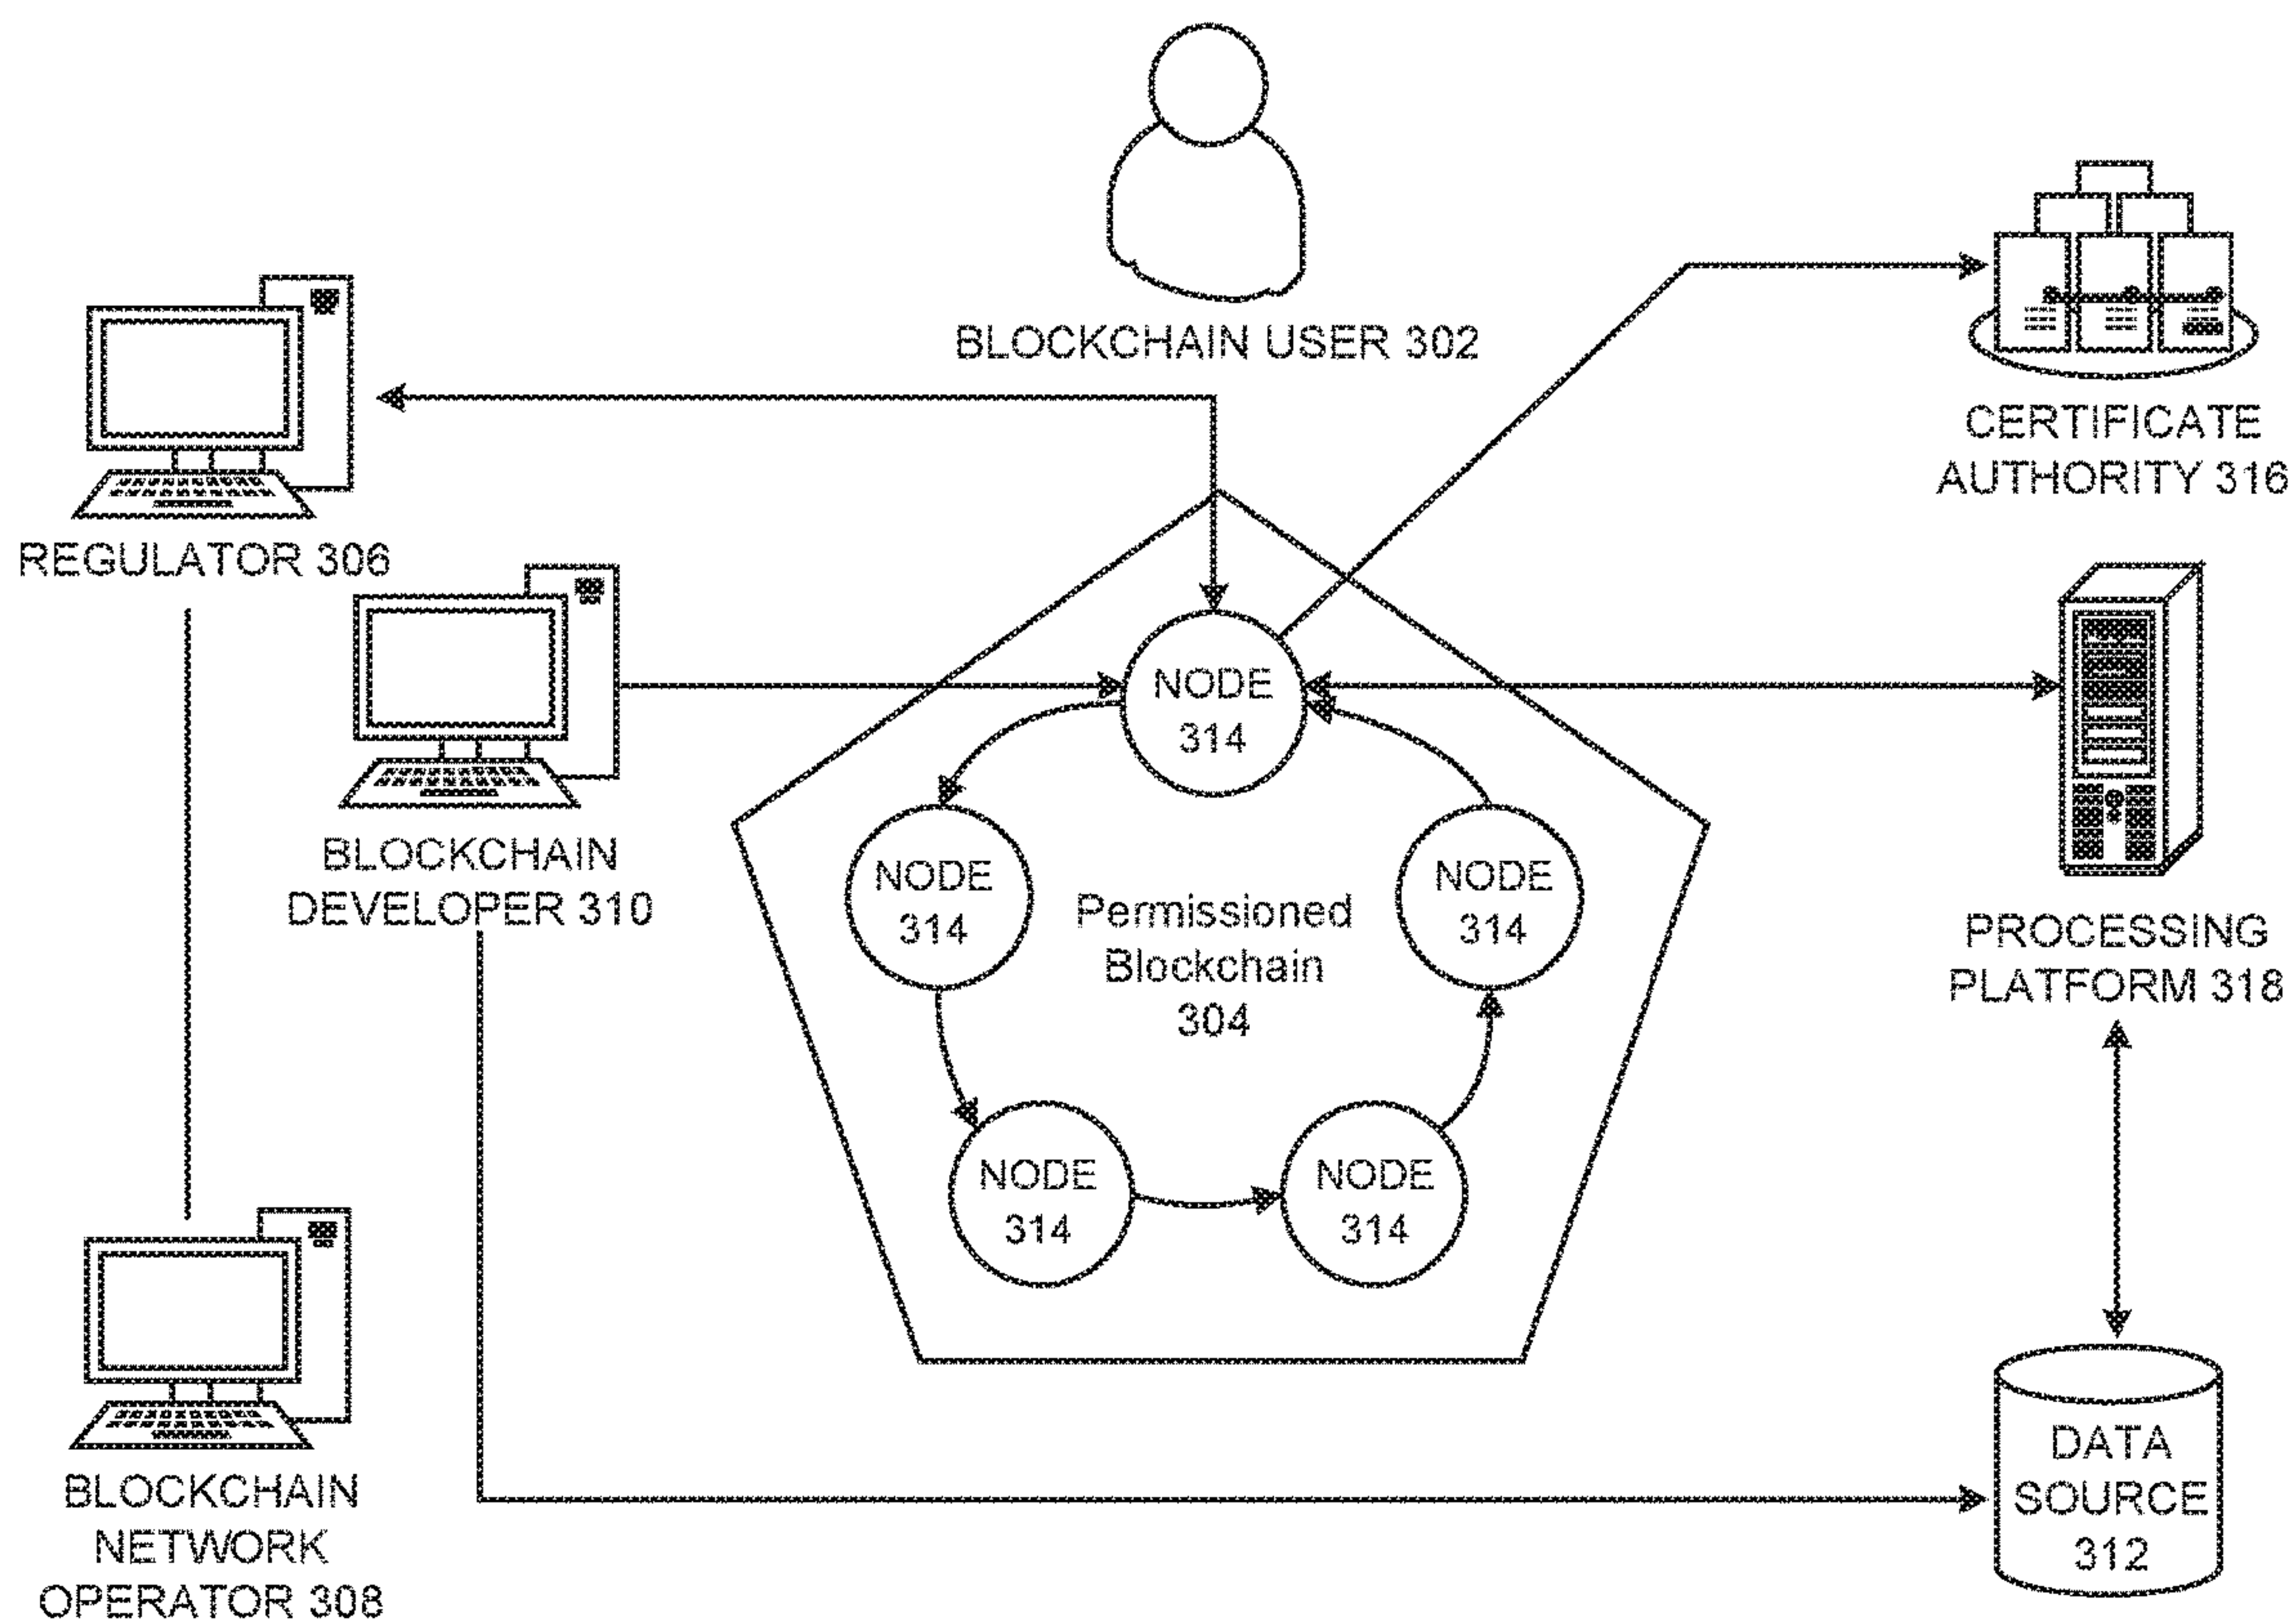 BLOCKCHAIN USER 302
CERTIFICATE
AUTHORITY 316
REGULATOR 306
BLOCKCHAIN
DEVELOPER 310
NODE
314
NODE
314
Permissioned
Blockchain
304
NODE
314
NODE
314
NODE
314
PROCESSING
PLATFORM 318
BLOCKCHAIN
NETWORK
OPERATOR 308
DATA
SOURCE
312